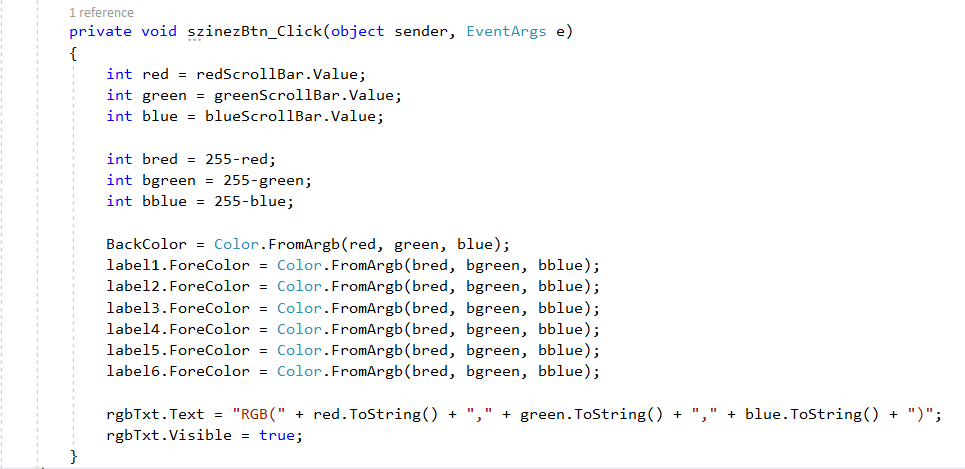 1 reference
private void szinezBtn_Click(object sender, EventArgs e)
{
int red = redScrollBar.Value;
int green = greenScrollBar.Value;
int blue = blueScrollBar.Value;
int bred = 255-red;
int bgreen = 255-green;
int bblue = 255-blue;
BackColor = Color.FromArgb(red, green, blue);
label1.ForeColor = Color.FromArgb(bred, bgreen, bblue);
label2.ForeColor = Color.FromArgb(bred, bgreen, bblue);
label3.ForeColor = Color.FromArgb(bred, bgreen, bblue);
label4.ForeColor = Color.FromArgb(bred, bgreen, bblue);
label5.ForeColor = Color.FromArgb(bred, bgreen, bblue);
label6.ForeColor = Color.FromArgb(bred, bgreen, bblue);
rgbTxt.Text = "RGB(" + red.ToString() + "," + green.ToString() + "," + blue.ToString() + ")";
rgbTxt.Visible = true;
}